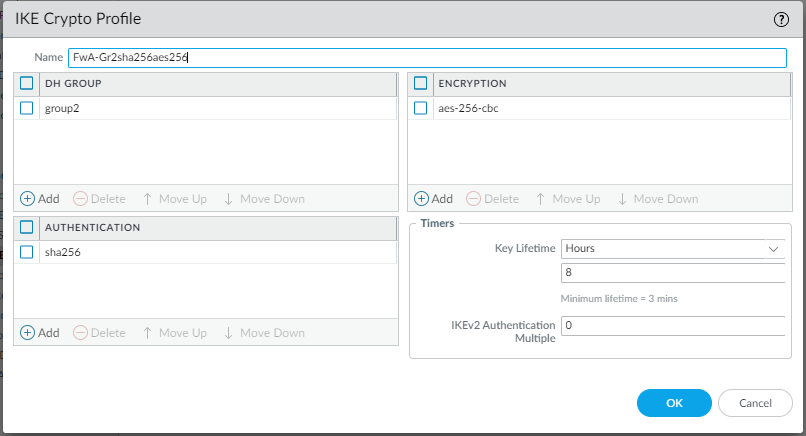 IKE Crypto Profile
Name FwA-Gr2sha256aes256
DH GROUP
group2
Add Delete Move Up Move Down
ENCRYPTION
aes-256-cbc
Add Delete Move Up Move Down
AUTHENTICATION
sha256
Add Delete Move Up Move Down
Timers
Key Lifetime Hours
8
Minimum lifetime = 3 mins
IKEv2 Authentication 0
Multiple
OK Cancel